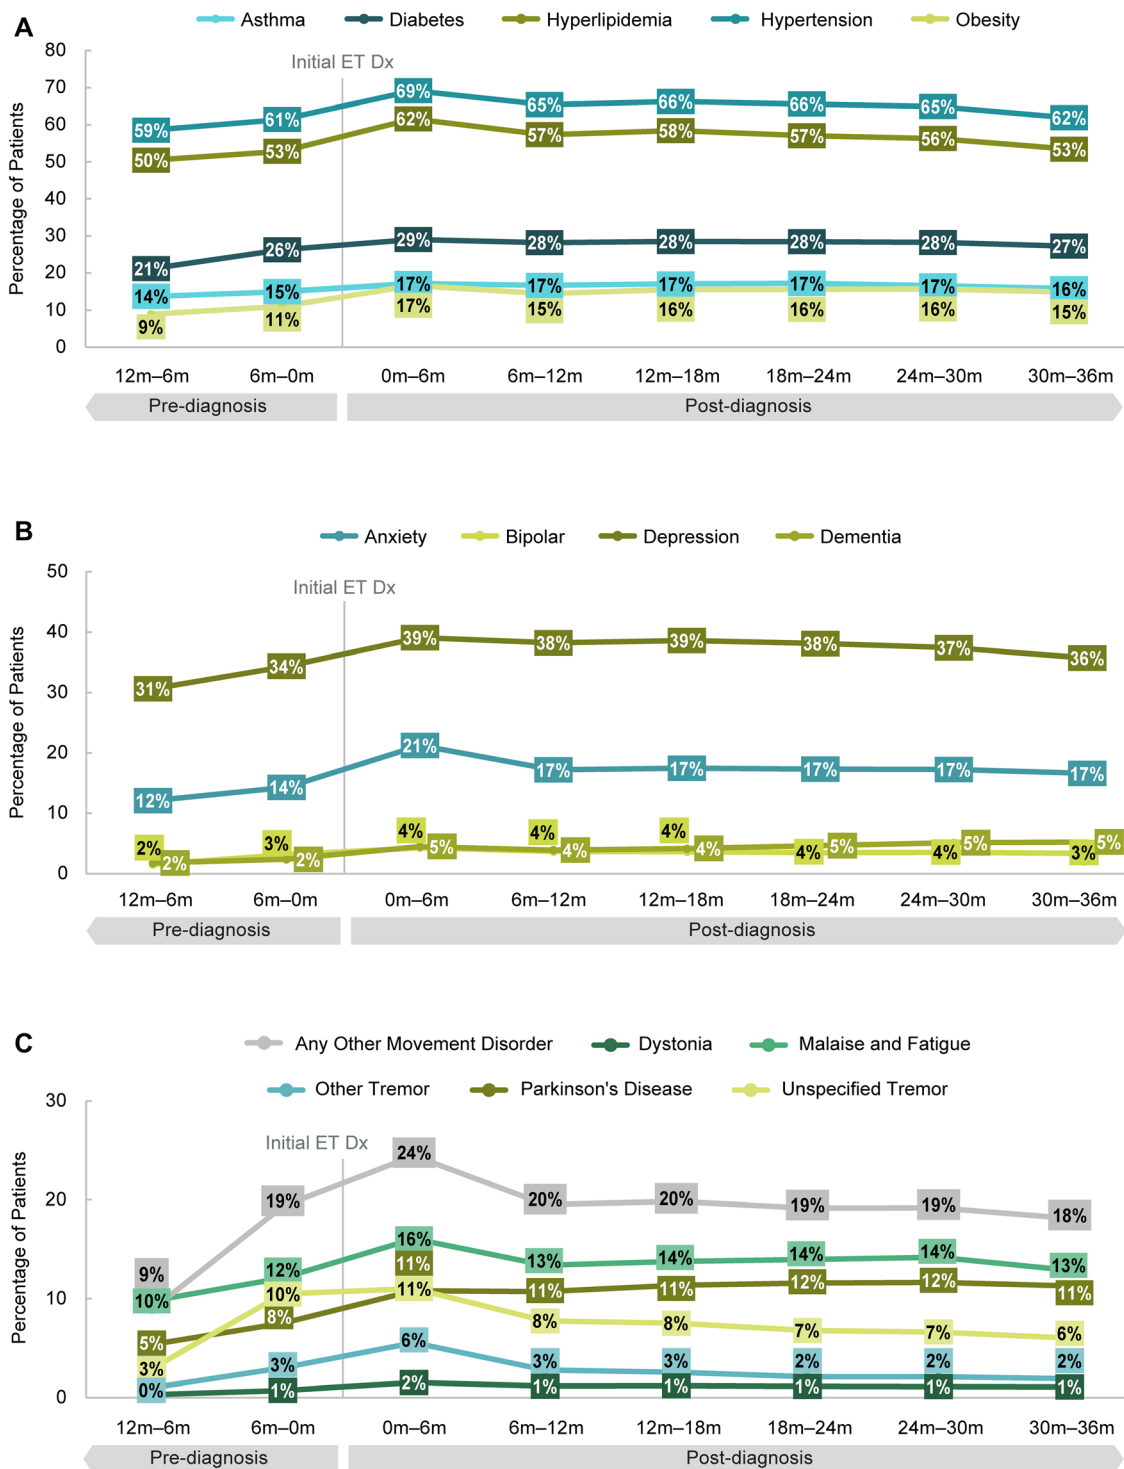 A
Asthma Diabetes Hyperlipidemia Hypertension Obesity
Percentage of Patients
80
70
60
50
40
30
20
10
0
Initial ET Dx
59% 61% 69% 65% 66% 66% 65% 62%
50% 53% 62% 57% 58% 57% 56% 53%
21% 26% 29% 28% 28% 28% 28% 27%
14% 15% 17% 17% 17% 17% 17% 16%
9% 11% 17% 15% 16% 16% 16% 15%
12m–6m 6m–0m 0m–6m 6m–12m 12m–18m 18m–24m 24m–30m 30m–36m
Pre-diagnosis Post-diagnosis
B
Anxiety Bipolar Depression Dementia
Percentage of Patients
50
40
30
20
10
0
Initial ET Dx
31% 34% 39% 38% 39% 38% 37% 36%
12% 14% 21% 17% 17% 17% 17% 17%
2% 3% 4% 4% 4% 4% 4% 3%
2% 2% 5% 4% 4% 5% 5% 5%
12m–6m 6m–0m 0m–6m 6m–12m 12m–18m 18m–24m 24m–30m 30m–36m
Pre-diagnosis Post-diagnosis
C
Any Other Movement Disorder Dystonia Malaise and Fatigue
Other Tremor Parkinson's Disease Unspecified Tremor
Percentage of Patients
30
20
10
0
Initial ET Dx
9% 19% 24% 20% 20% 19% 19% 18%
10% 12% 16% 13% 14% 14% 14% 13%
5% 8% 11% 11% 11% 12% 12% 11%
3% 10% 11% 8% 8% 7% 7% 6%
0% 3% 6% 3% 3% 2% 2% 2%
1% 2% 1% 1% 1% 1% 1%
12m–6m 6m–0m 0m–6m 6m–12m 12m–18m 18m–24m 24m–30m 30m–36m
Pre-diagnosis Post-diagnosis